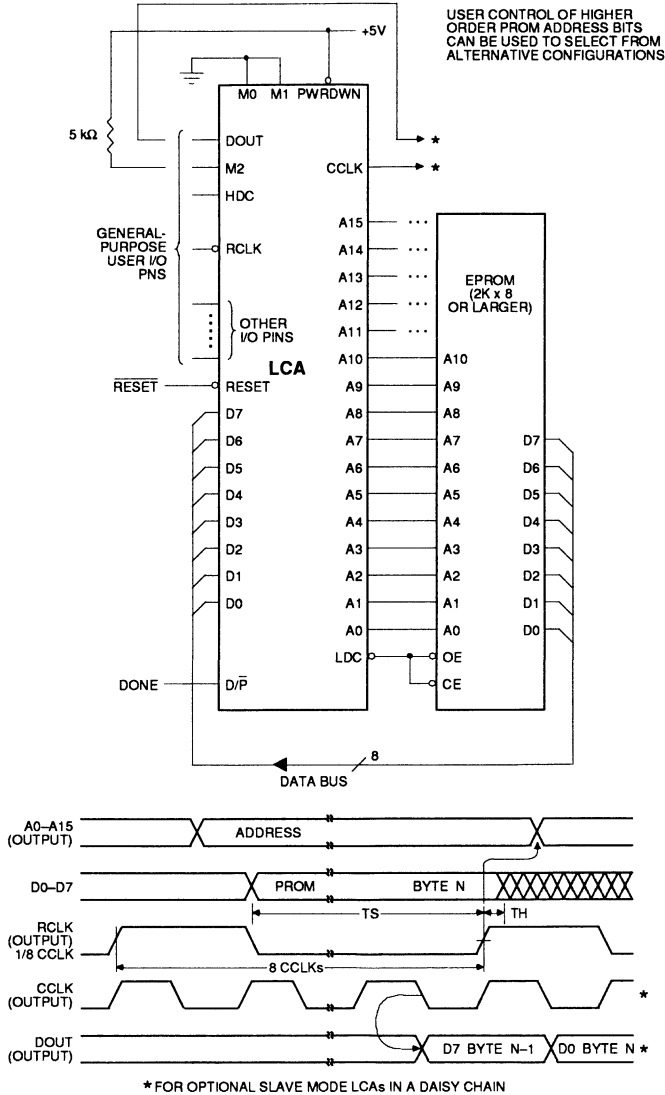 USER CONTROL OF HIGHER
ORDER PROM ADDRESS BITS
CAN BE USED TO SELECT FROM
ALTERNATIVE CONFIGURATIONS
+5V
M0 M1 PWRDWN
5 kΩ
DOUT
M2
HDC
RCLK
GENERAL-
PURPOSE
USER I/O
PNS
OTHER
I/O PINS
LCA
RESET
RESET
D7
D6
D5
D4
D3
D2
D1
D0
DONE
D/P
*
CCLK
*
A15 ...
A14 ...
A13 ...
A12 ...
A11 ...
A10
A9
A8
A7
A6
A5
A4
A3
A2
A1
A0
LDC
EPROM
(2K x 8
OR LARGER)
A10
A9
A8
A7
A6
A5
A4
A3
A2
A1
A0
OE
CE
D7
D6
D5
D4
D3
D2
D1
D0
8
DATA BUS
A0–A15
(OUTPUT)
ADDRESS
D0–D7
PROM BYTE N
TS
TH
RCLK
(OUTPUT)
1/8 CCLK
8 CCLKs
CCLK
(OUTPUT)
*
DOUT
(OUTPUT)
D7 BYTE N–1 D0 BYTE N *
* FOR OPTIONAL SLAVE MODE LCAs IN A DAISY CHAIN